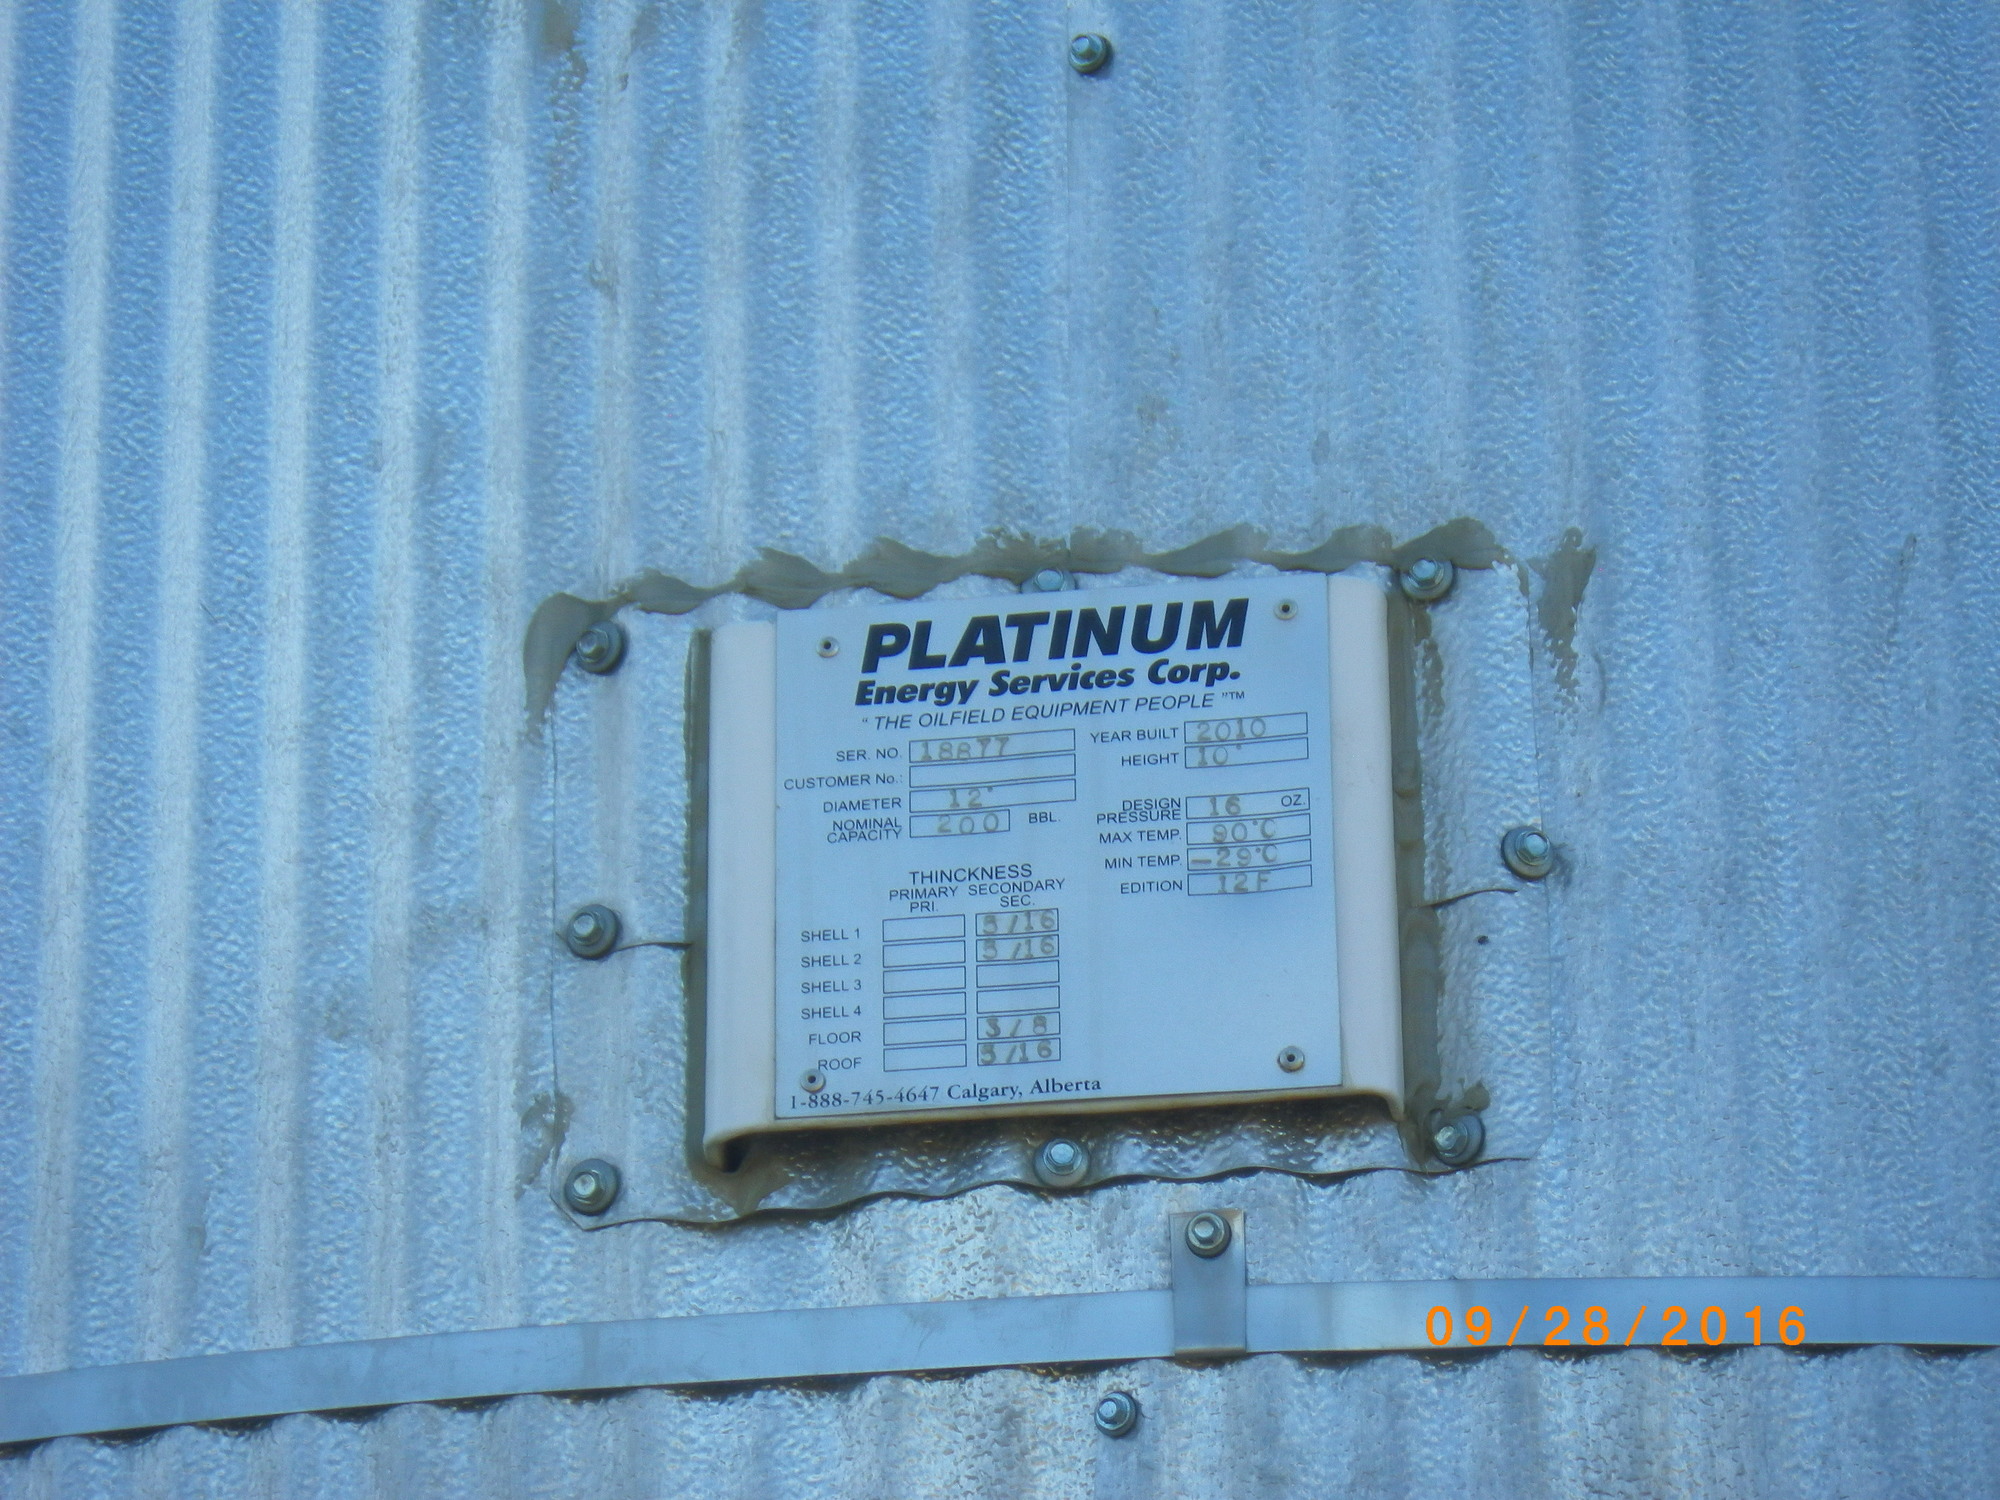 PLATINUM
Energy Services Corp.
" THE OILFIELD EQUIPMENT PEOPLE "™
SER. NO. 18877
YEAR BUILT 2010
CUSTOMER No.:
HEIGHT 10'
DIAMETER 12'
NOMINAL CAPACITY 200 BBL.
DESIGN PRESSURE 16 OZ.
MAX TEMP. 90°C
MIN TEMP. -29°C
EDITION 12F
THINCKNESS
PRIMARY SECONDARY
PRI. SEC.
SHELL 1 5/16
SHELL 2 5/16
SHELL 3
SHELL 4
FLOOR 3/8
ROOF 5/16
1-888-745-4647 Calgary, Alberta
09/28/2016